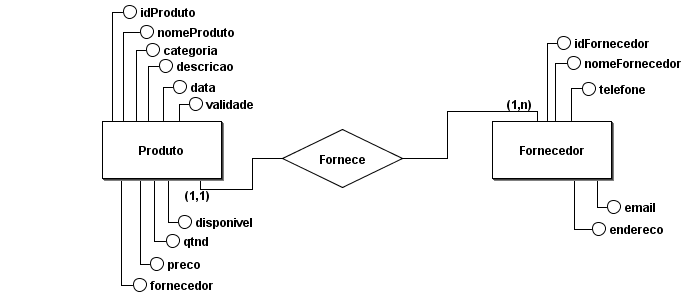 idProduto
nomeProduto
categoria
descricao
data
validade
Produto
(1,1)
disponivel
qtnd
preco
fornecedor
Fornece
(1,n)
idFornecedor
nomeFornecedor
telefone
Fornecedor
email
endereco